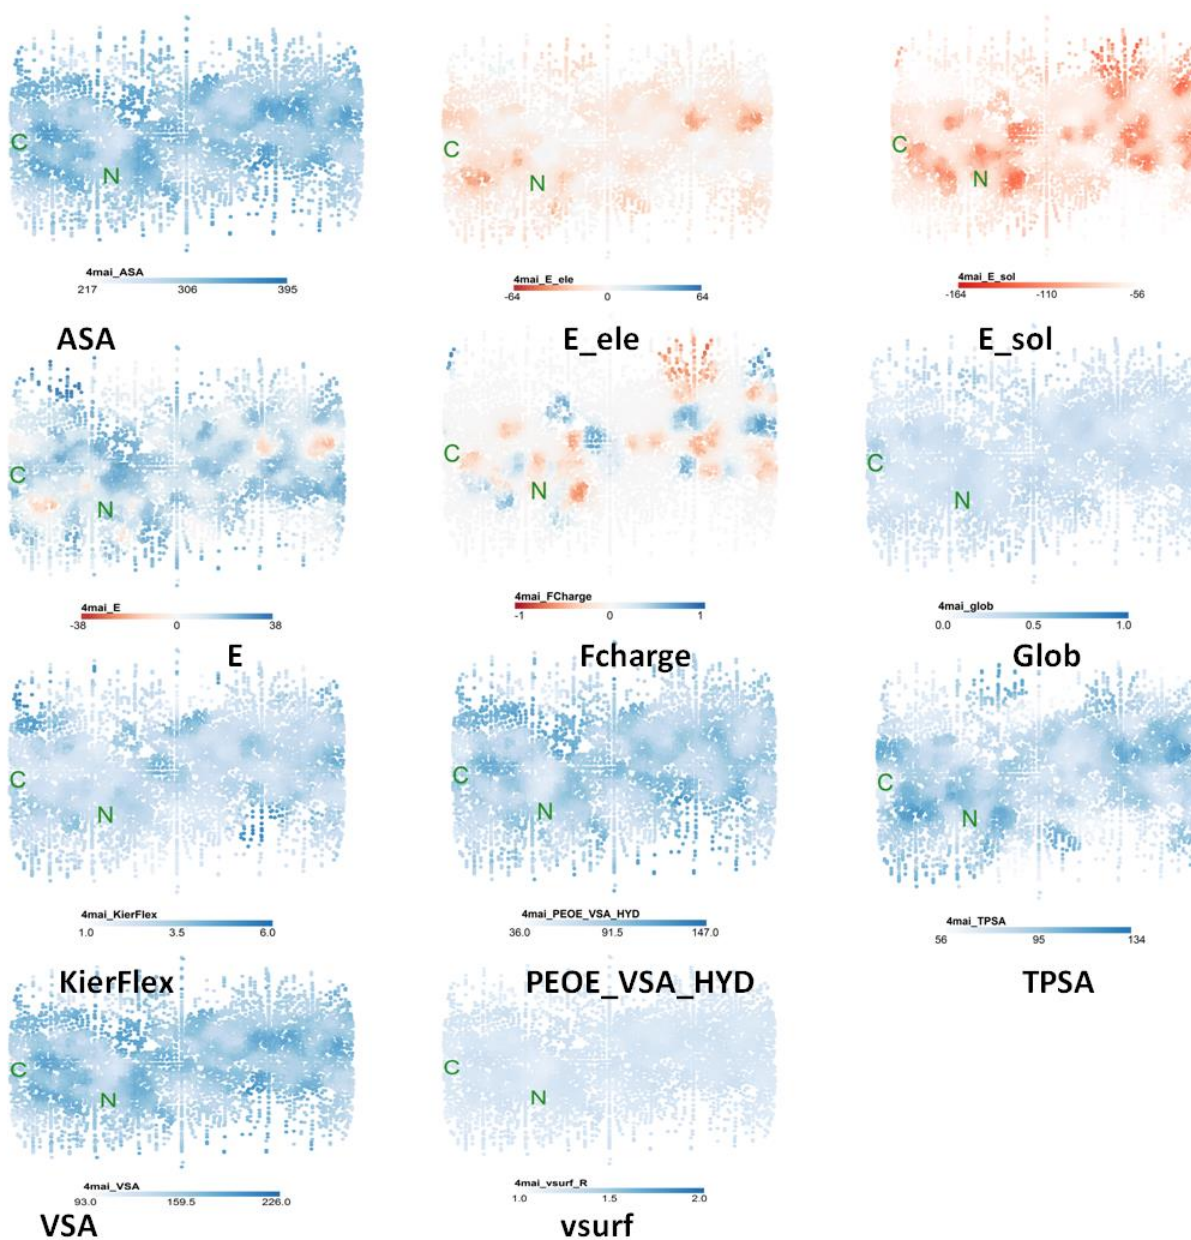 C
N
4mai_ASA
217 306 395
ASA
C
N
4mai_E_ele
-64 0 64
E_ele
C
N
4mai_E_sol
-164 -110 -56
E_sol
C
N
4mai_E
-38 0 38
E
C
N
4mai_FCharge
-1 0 1
Fcharge
C
N
4mai_glob
0.0 0.5 1.0
Glob
C
N
4mai_KierFlex
1.0 3.5 6.0
KierFlex
C
N
4mai_PEOE_VSA_HYD
36.0 91.5 147.0
PEOE_VSA_HYD
C
N
4mai_TPSA
56 95 134
TPSA
C
N
4mai_VSA
93.0 159.5 226.0
VSA
C
N
4mai_vsurf_R
1.0 1.5 2.0
vsurf